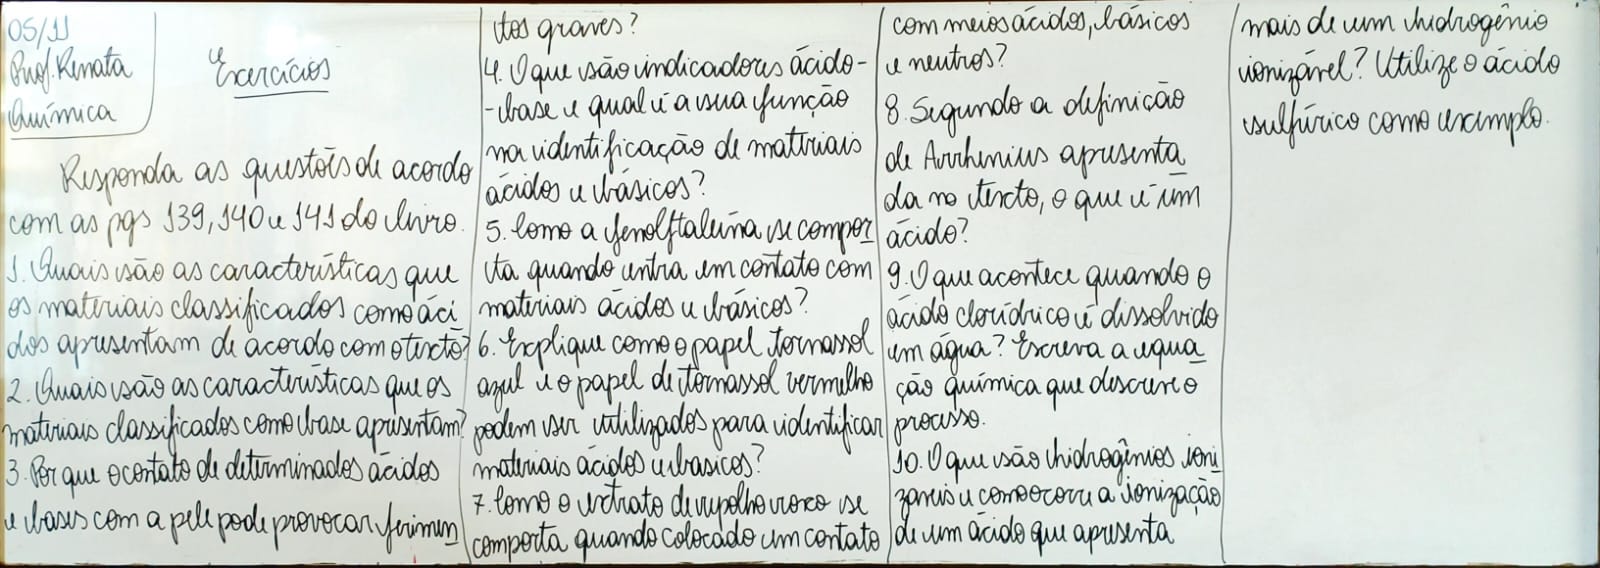 05/11
Prof. Renata
Química
Exercícios
Responda as questões de acordo
com as pgs 139, 140 e 141 do livro.
1. Quais são as características que
os materiais classificados como áci
dos apresentam de acordo com o texto?
2. Quais são as características que os
materiais classificados como base apresentam?
3. Por que o contato de determinados ácidos
e bases com a pele pode provocar ferimen
tos graves?
4. O que são indicadores ácido-
-base e qual é a sua função
na identificação de materiais
ácidos e básicos?
5. Como a fenolftaleína se compor
ta quando entra em contato com
materiais ácidos e básicos?
6. Explique como o papel tornassol
azul e o papel de tornassol vermelho
podem ser utilizados para identificar
materiais ácidos e basicos?
7. Como o extrato de repolho roxo se
comporta quando colocado em contato
com meios ácidos, básicos
e neutros?
8. Segundo a definição
de Arrhenius apresenta
da no texto, o que é um
ácido?
9. O que acontece quando o
ácido clorídrico é dissolvido
em água? Escreva a equa
ção química que descreve o
processo.
10. O que são hidrogênios ioni
záveis e como ocorre a ionização
de um ácido que apresenta
mais de um hidrogênio
ionizável? Utilize o ácido
sulfúrico como exemplo.